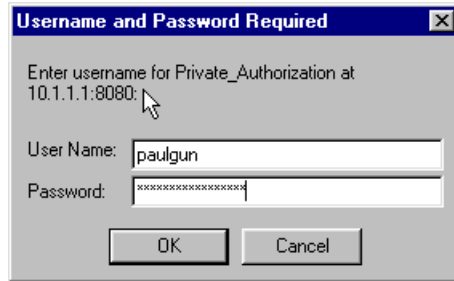 Username and Password Required
Enter username for Private_Authorization at
10.1.1.1:8080:
User Name: paulgun
Password: *****************
OK Cancel